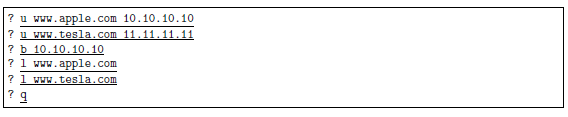 ? u www.apple.com 10.10.10.10
? u www.tesla.com 11.11.11.11
? b 10.10.10.10
? l www.apple.com
? l www.tesla.com
? q